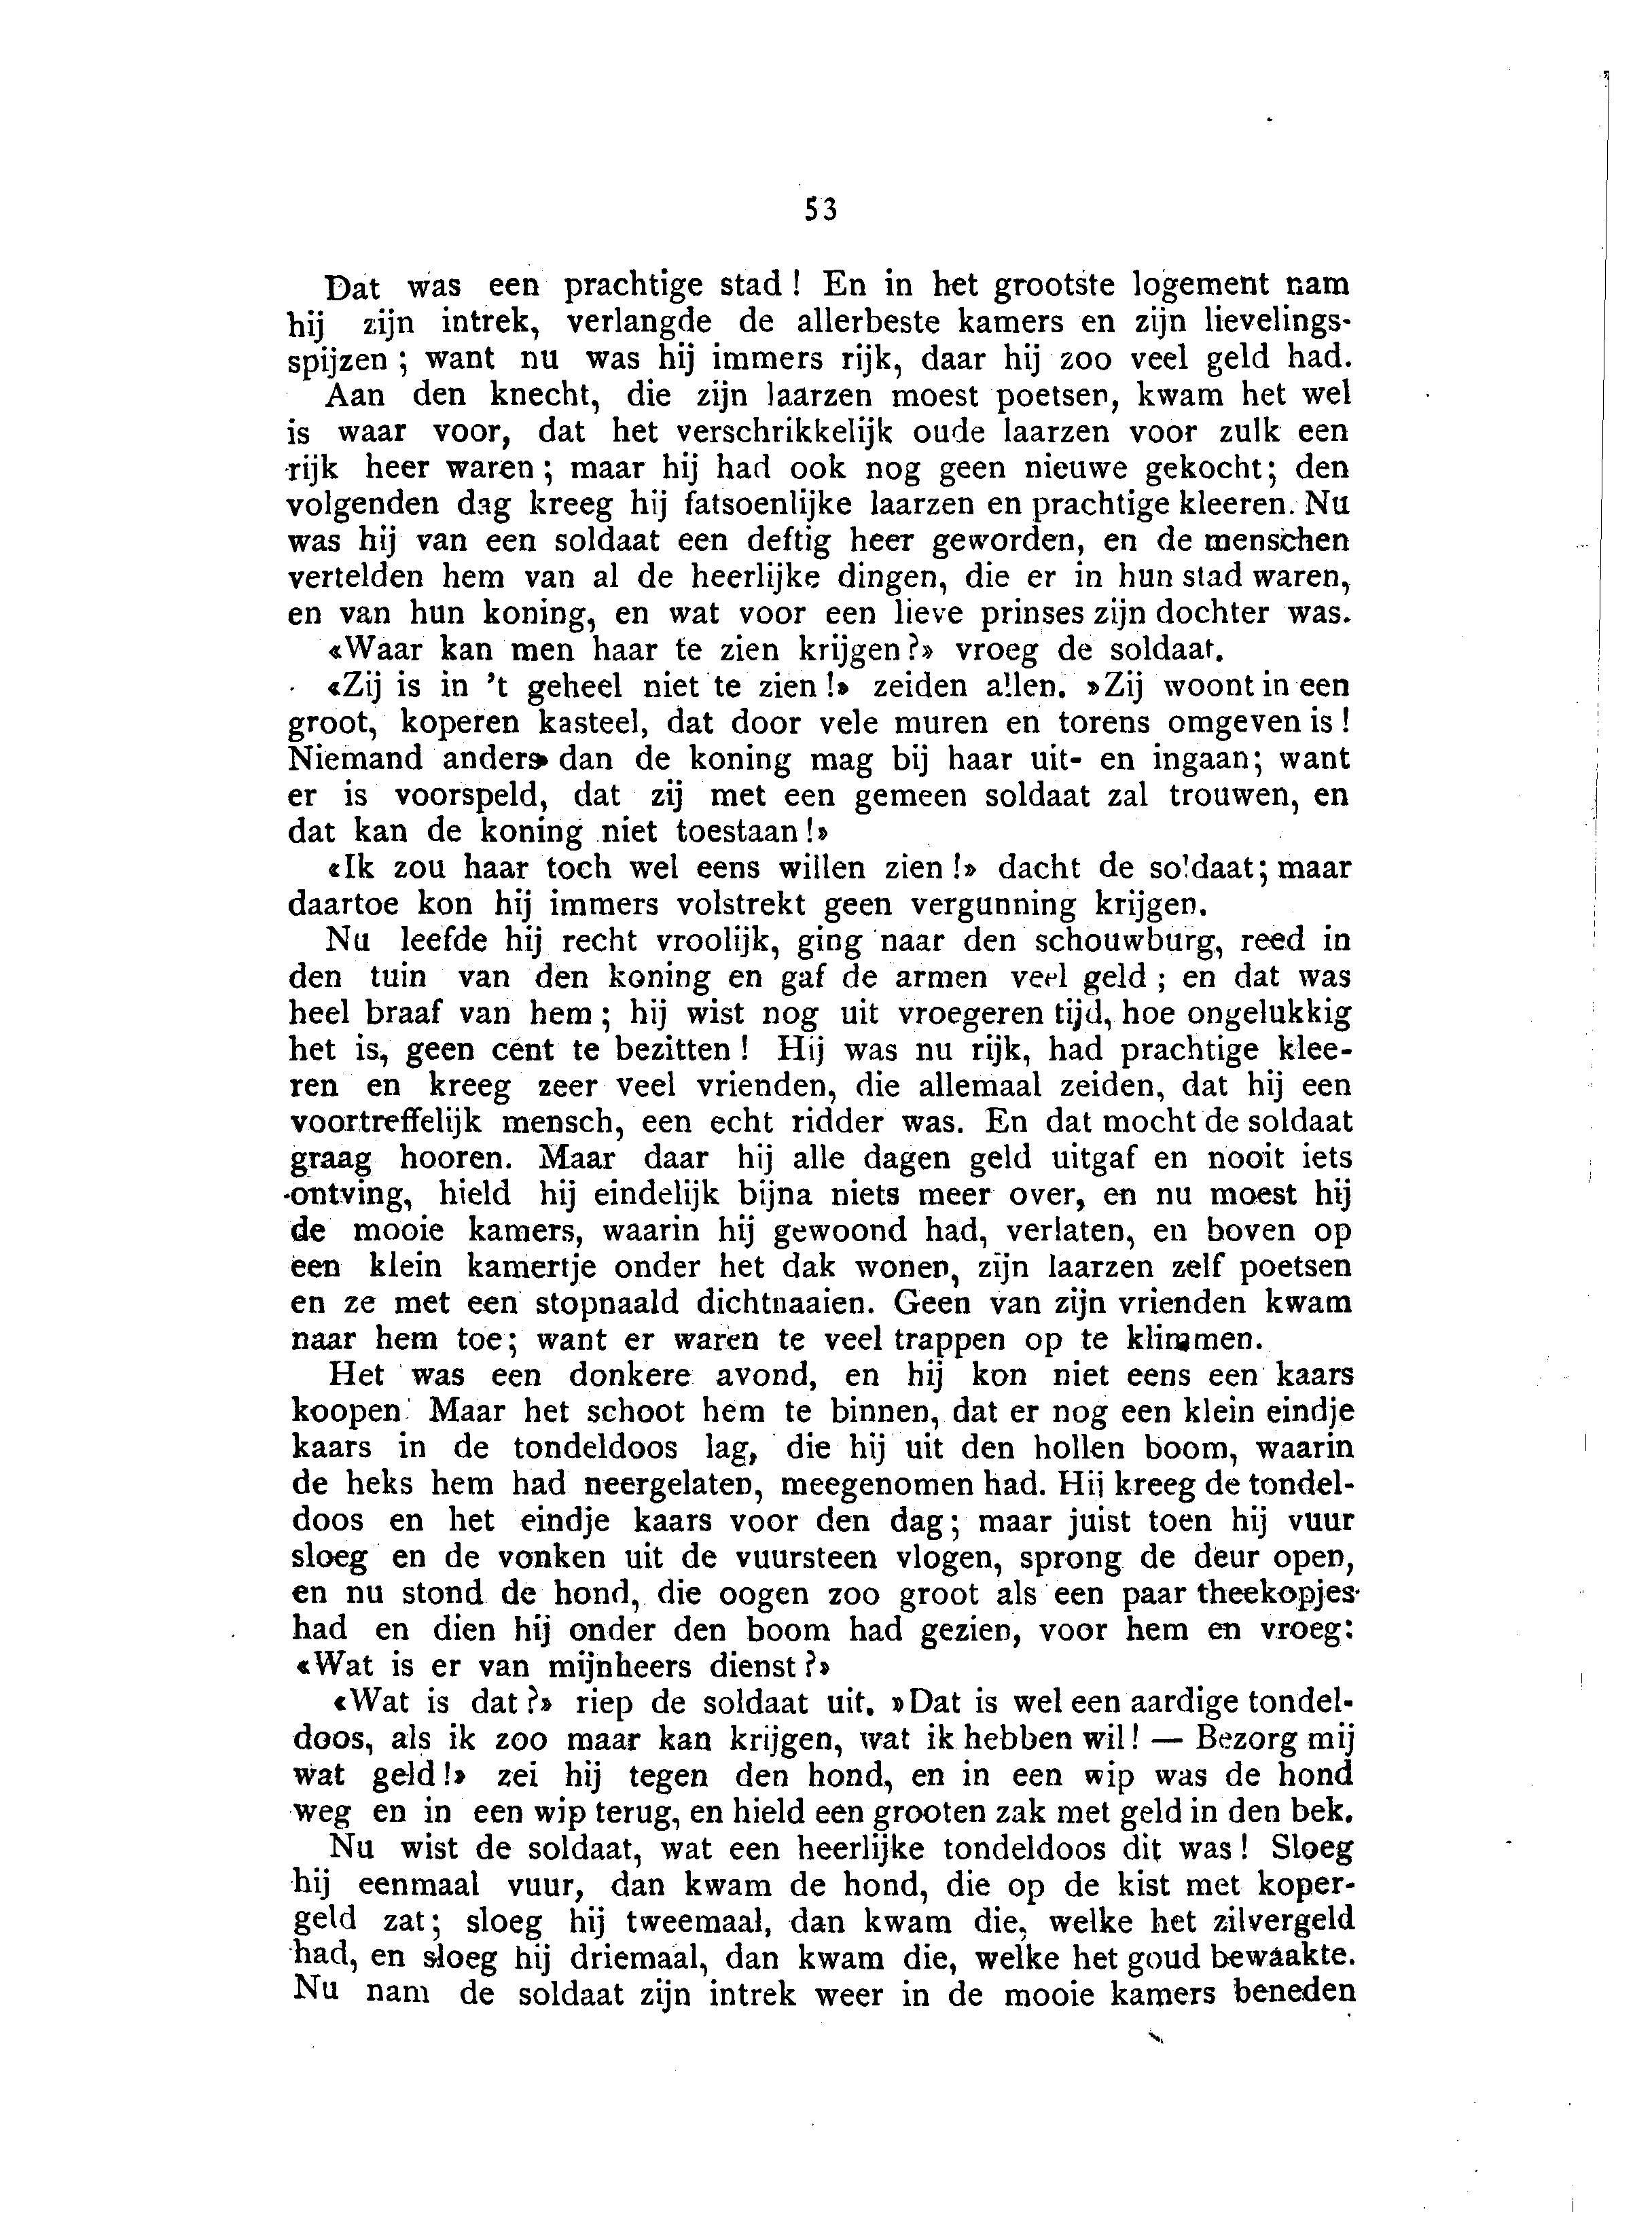 53
Dat was een prachtige stad! En in het grootste logement nam
hij zijn intrek, verlangde de allerbeste kamers en zijn lievelings-
spijzen; want nu was hij immers rijk, daar hij zoo veel geld had.
Aan den knecht, die zijn laarzen moest poetsen, kwam het wel
is waar voor, dat het verschrikkelijk oude laarzen voor zulk een
rijk heer waren; maar hij had ook nog geen nieuwe gekocht; den
volgenden dag kreeg hij fatsoenlijke laarzen en prachtige kleeren. Nu
was hij van een soldaat een deftig heer geworden, en de menschen
vertelden hem van al de heerlijke dingen, die er in hun stad waren,
en van hun koning, en wat voor een lieve prinses zijn dochter was.
«Waar kan men haar te zien krijgen?» vroeg de soldaat.
«Zij is in 't geheel niet te zien!» zeiden allen. »Zij woont in een
groot, koperen kasteel, dat door vele muren en torens omgeven is!
Niemand anders dan de koning mag bij haar uit- en ingaan; want
er is voorspeld, dat zij met een gemeen soldaat zal trouwen, en
dat kan de koning niet toestaan!»
«Ik zou haar toch wel eens willen zien!» dacht de soldaat; maar
daartoe kon hij immers volstrekt geen vergunning krijgen.
Nu leefde hij recht vroolijk, ging naar den schouwburg, reed in
den tuin van den koning en gaf de armen veel geld; en dat was
heel braaf van hem; hij wist nog uit vroegeren tijd, hoe ongelukkig
het is, geen cent te bezitten! Hij was nu rijk, had prachtige klee-
ren en kreeg zeer veel vrienden, die allemaal zeiden, dat hij een
voortreffelijk mensch, een echt ridder was. En dat mocht de soldaat
graag hooren. Maar daar hij alle dagen geld uitgaf en nooit iets
ontving, hield hij eindelijk bijna niets meer over, en nu moest hij
de mooie kamers, waarin hij gewoond had, verlaten, en boven op
een klein kamertje onder het dak wonen, zijn laarzen zelf poetsen
en ze met een stopnaald dichtnaaien. Geen van zijn vrienden kwam
naar hem toe; want er waren te veel trappen op te klimmen.
Het was een donkere avond, en hij kon niet eens een kaars
koopen. Maar het schoot hem te binnen, dat er nog een klein eindje
kaars in de tondeldoos lag, die hij uit den hollen boom, waarin
de heks hem had neergelaten, meegenomen had. Hij kreeg de tondel-
doos en het eindje kaars voor den dag; maar juist toen hij vuur
sloeg en de vonken uit de vuursteen vlogen, sprong de deur open,
en nu stond de hond, die oogen zoo groot als een paar theekopjes
had en dien hij onder den boom had gezien, voor hem en vroeg:
«Wat is er van mijnheers dienst?»
«Wat is dat?» riep de soldaat uit. »Dat is wel een aardige tondel-
doos, als ik zoo maar kan krijgen, wat ik hebben wil! — Bezorg mij
wat geld!» zei hij tegen den hond, en in een wip was de hond
weg en in een wip terug, en hield een grooten zak met geld in den bek.
Nu wist de soldaat, wat een heerlijke tondeldoos dit was! Sloeg
hij eenmaal vuur, dan kwam de hond, die op de kist met koper-
geld zat; sloeg hij tweemaal, dan kwam die, welke het zilvergeld
had, en sloeg hij driemaal, dan kwam die, welke het goud bewaakte.
Nu nam de soldaat zijn intrek weer in de mooie kamers beneden